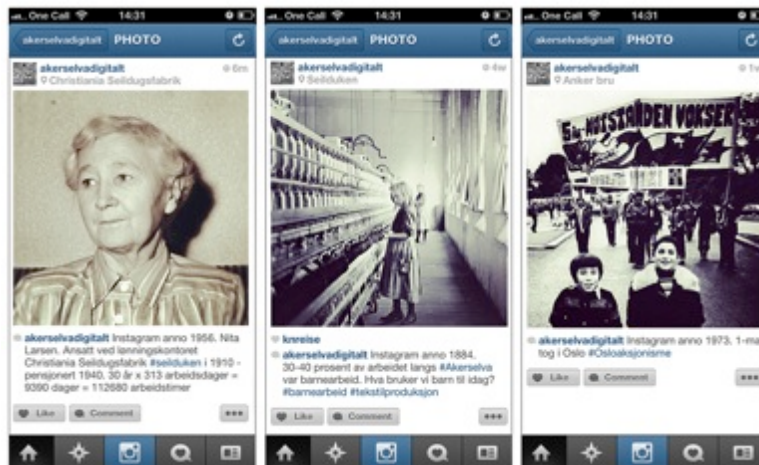 One Call 14:31
akerselvadigitalt PHOTO
akerselvadigitalt 6m
Christiania Seildugsfabrik
akerselvadigitalt Instagram anno 1956. Nita
Larsen. Ansatt ved lønningskontoret
Christiania Seildugsfabrik #seilduken i 1910 -
pensjonert 1940. 30 år x 313 arbeidsdager =
9390 dager = 112680 arbeidstimer
Like Comment
One Call 14:31
akerselvadigitalt PHOTO
akerselvadigitalt 4w
Seilduken
knreise
akerselvadigitalt Instagram anno 1884.
30-40 prosent av arbeidet langs #Akerselva
var barnearbeid. Hva bruker vi barn til idag?
#barnearbeid #tekstilproduksjon
Like Comment
One Call 14:31
akerselvadigitalt PHOTO
akerselvadigitalt
Anker bru
MOTSTANDEN VOKSER
akerselvadigitalt Instagram anno 1973. 1-mai
tog i Oslo #Osloaksjonisme
Like Comment